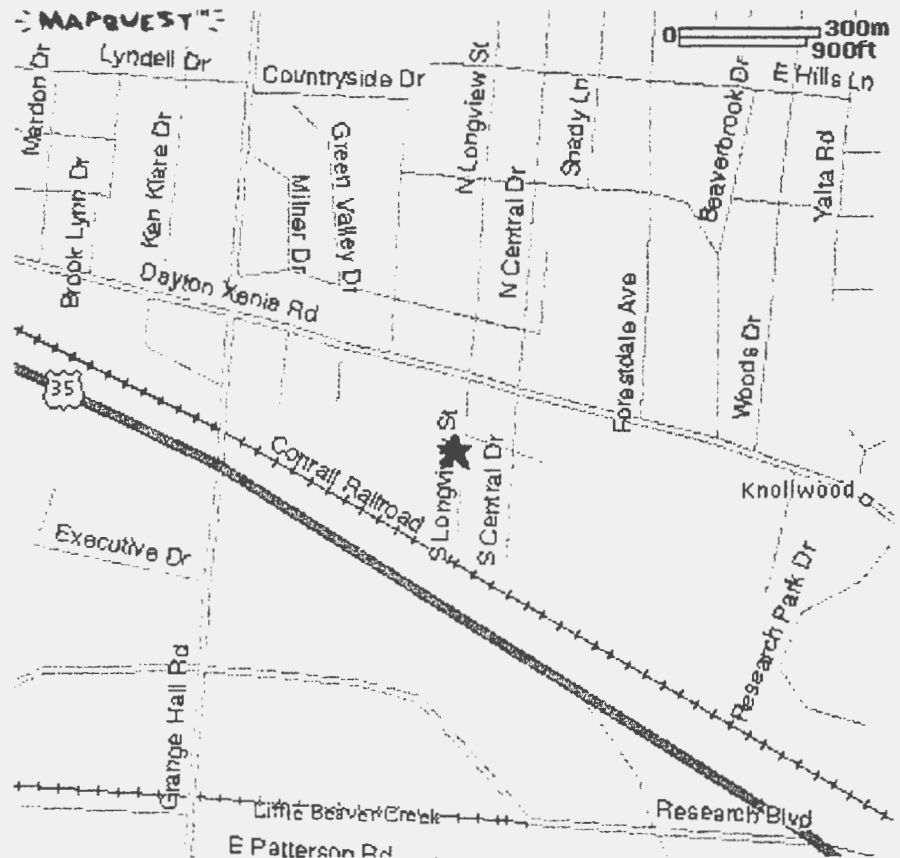 MAPQUEST™
0 300m
900ft
Lyndell Dr
Countryside Dr
Hills Ln
Mardon Dr
Brook Lynn Dr
Ken Klare Dr
Milner Dr
Green Valley Dr
N Longview St
N Central Dr
Shady Ln
Beaverbrook Dr
Yalta Rd
Dayton Xenia Rd
Forestdale Ave
Woods Dr
35
Conrail Railroad
S Longview St
S Central Dr
Knollwood
Executive Dr
Research Park Dr
Grange Hall Rd
Little Beaver Creek
Research Blvd
E Patterson Rd